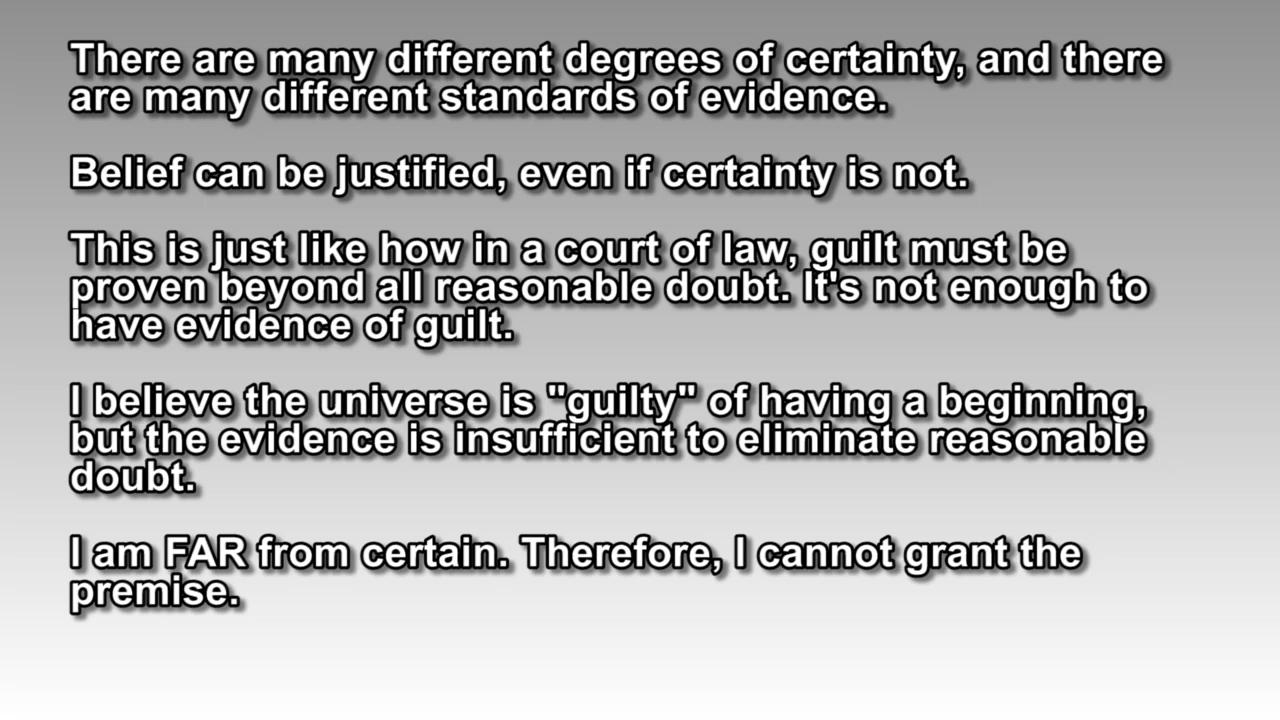 There are many different degrees of certainty, and there
are many different standards of evidence.
Belief can be justified, even if certainty is not.
This is just like how in a court of law, guilt must be
proven beyond all reasonable doubt. It's not enough to
have evidence of guilt.
I believe the universe is "guilty" of having a beginning,
but the evidence is insufficient to eliminate reasonable
doubt.
I am FAR from certain. Therefore, I cannot grant the
premise.